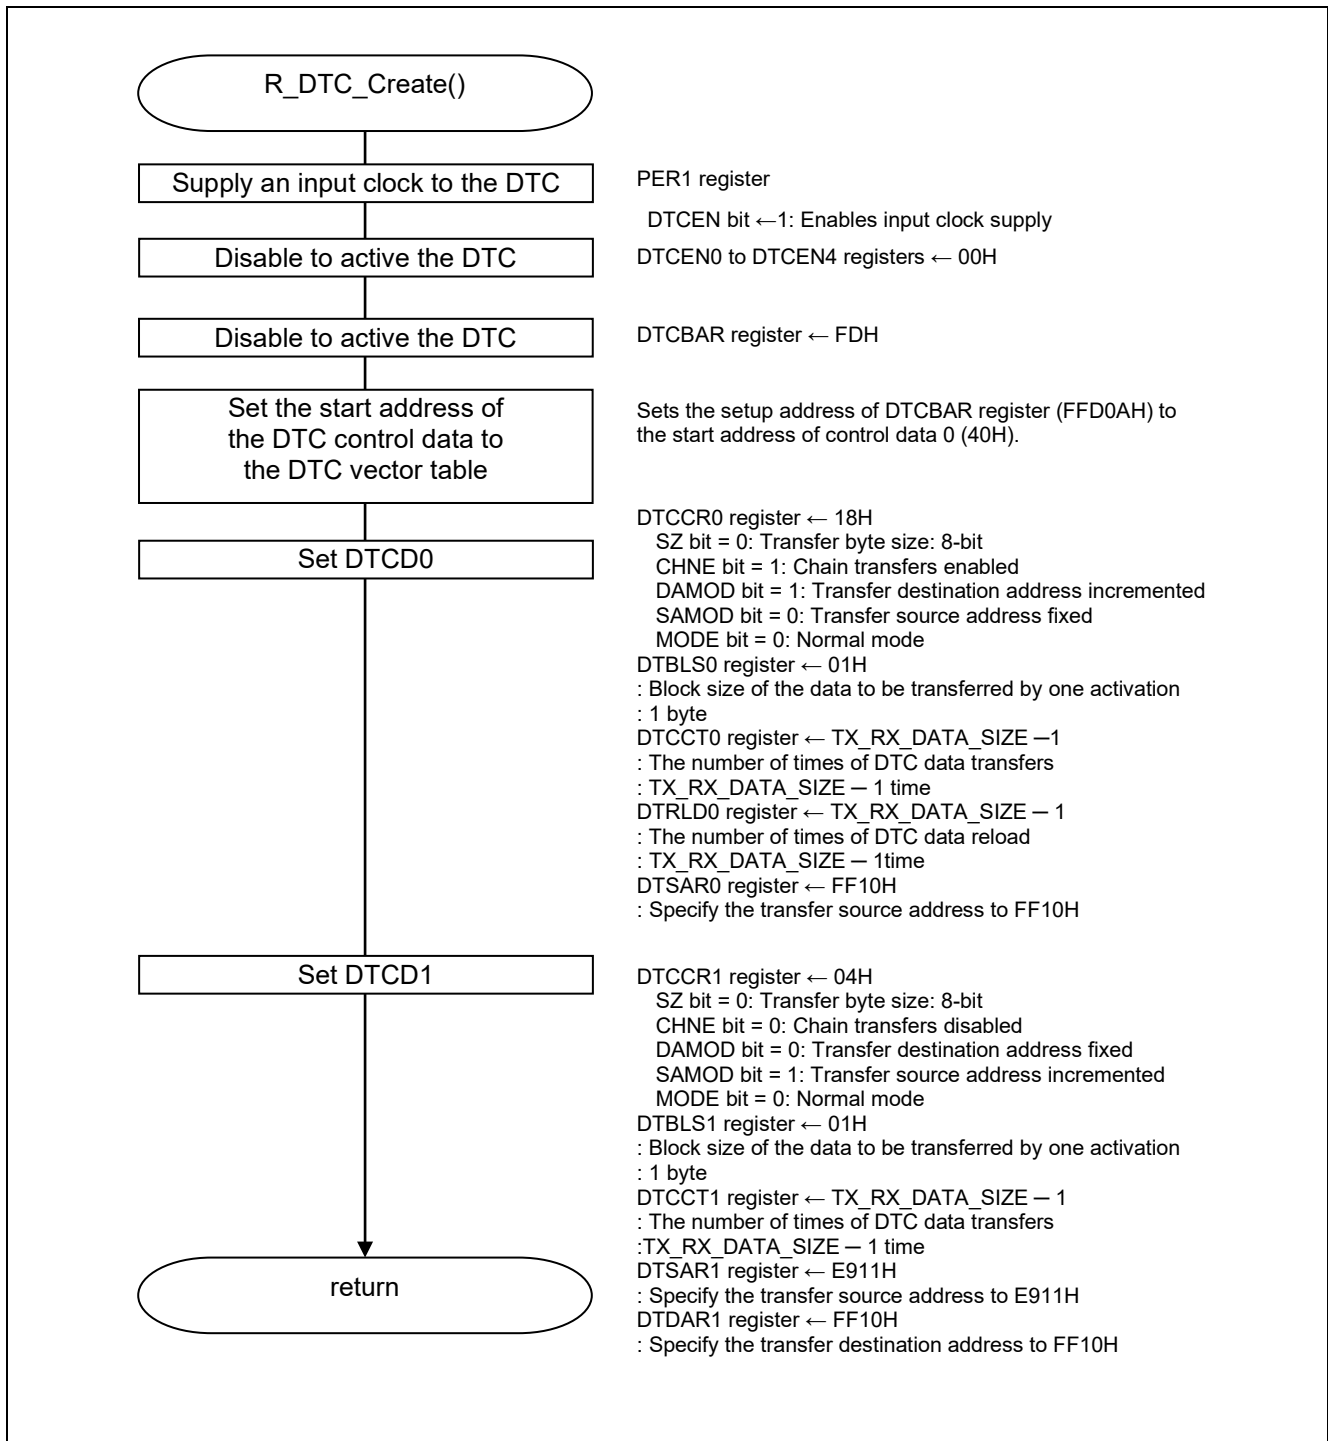 R_DTC_Create()
Supply an input clock to the DTC
PER1 register
DTCEN bit ←1: Enables input clock supply
Disable to active the DTC
DTCEN0 to DTCEN4 registers ← 00H
Disable to active the DTC
DTCBAR register ← FDH
Set the start address of
the DTC control data to
the DTC vector table
Sets the setup address of DTCBAR register (FFD0AH) to
the start address of control data 0 (40H).
Set DTCD0
DTCCR0 register ← 18H
SZ bit = 0: Transfer byte size: 8-bit
CHNE bit = 1: Chain transfers enabled
DAMOD bit = 1: Transfer destination address incremented
SAMOD bit = 0: Transfer source address fixed
MODE bit = 0: Normal mode
DTBLS0 register ← 01H
: Block size of the data to be transferred by one activation
: 1 byte
DTCCT0 register ← TX_RX_DATA_SIZE ─1
: The number of times of DTC data transfers
: TX_RX_DATA_SIZE ─ 1 time
DTRLD0 register ← TX_RX_DATA_SIZE ─ 1
: The number of times of DTC data reload
: TX_RX_DATA_SIZE ─ 1time
DTSAR0 register ← FF10H
: Specify the transfer source address to FF10H
Set DTCD1
DTCCR1 register ← 04H
SZ bit = 0: Transfer byte size: 8-bit
CHNE bit = 0: Chain transfers disabled
DAMOD bit = 0: Transfer destination address fixed
SAMOD bit = 1: Transfer source address incremented
MODE bit = 0: Normal mode
DTBLS1 register ← 01H
: Block size of the data to be transferred by one activation
: 1 byte
DTCCT1 register ← TX_RX_DATA_SIZE ─ 1
: The number of times of DTC data transfers
:TX_RX_DATA_SIZE ─ 1 time
DTSAR1 register ← E911H
: Specify the transfer source address to E911H
DTDAR1 register ← FF10H
: Specify the transfer destination address to FF10H
return